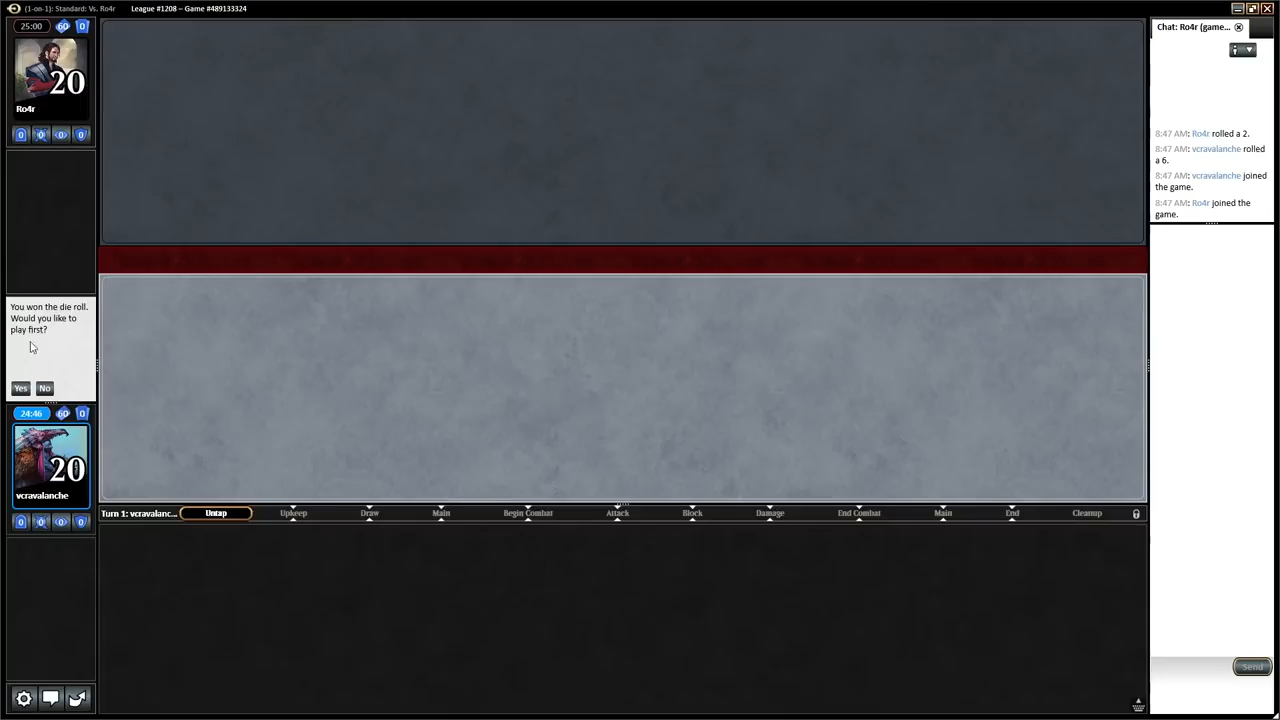 (1-on-1): Standard: Vs. Ro4r
League #1208 – Game #489133324
25:00
60
0
20
Ro4r
0
0
0
0
You won the die roll.
Would you like to
play first?
Yes
No
24:46
60
0
20
vcravalanche
0
0
0
0
Turn 1: vcravalanc...
Untap
Upkeep
Draw
Main
Begin Combat
Attack
Block
Damage
End Combat
Main
End
Cleanup
Chat: Ro4r (game...
8:47 AM: Ro4r rolled a 2.
8:47 AM: vcravalanche rolled
a 6.
8:47 AM: vcravalanche joined
the game.
8:47 AM: Ro4r joined the
game.
Send